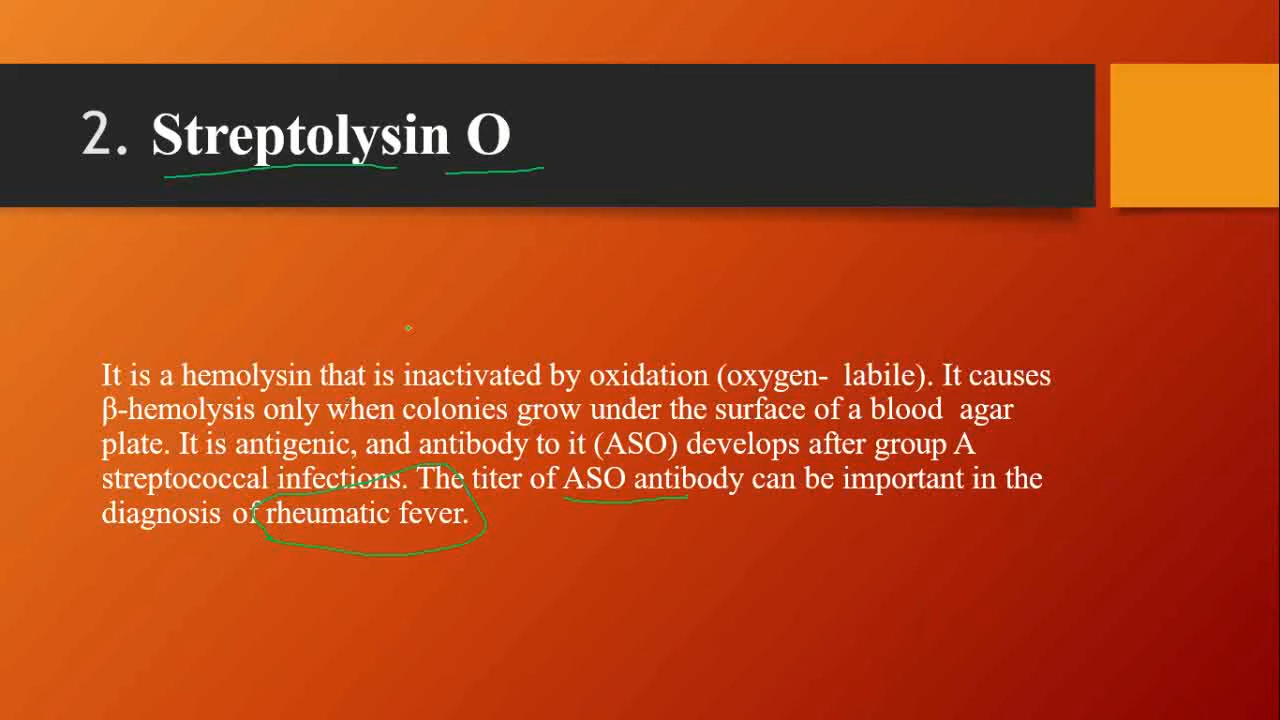 2. Streptolysin O
It is a hemolysin that is inactivated by oxidation (oxygen- labile). It causes
β-hemolysis only when colonies grow under the surface of a blood agar
plate. It is antigenic, and antibody to it (ASO) develops after group A
streptococcal infections. The titer of ASO antibody can be important in the
diagnosis of rheumatic fever.